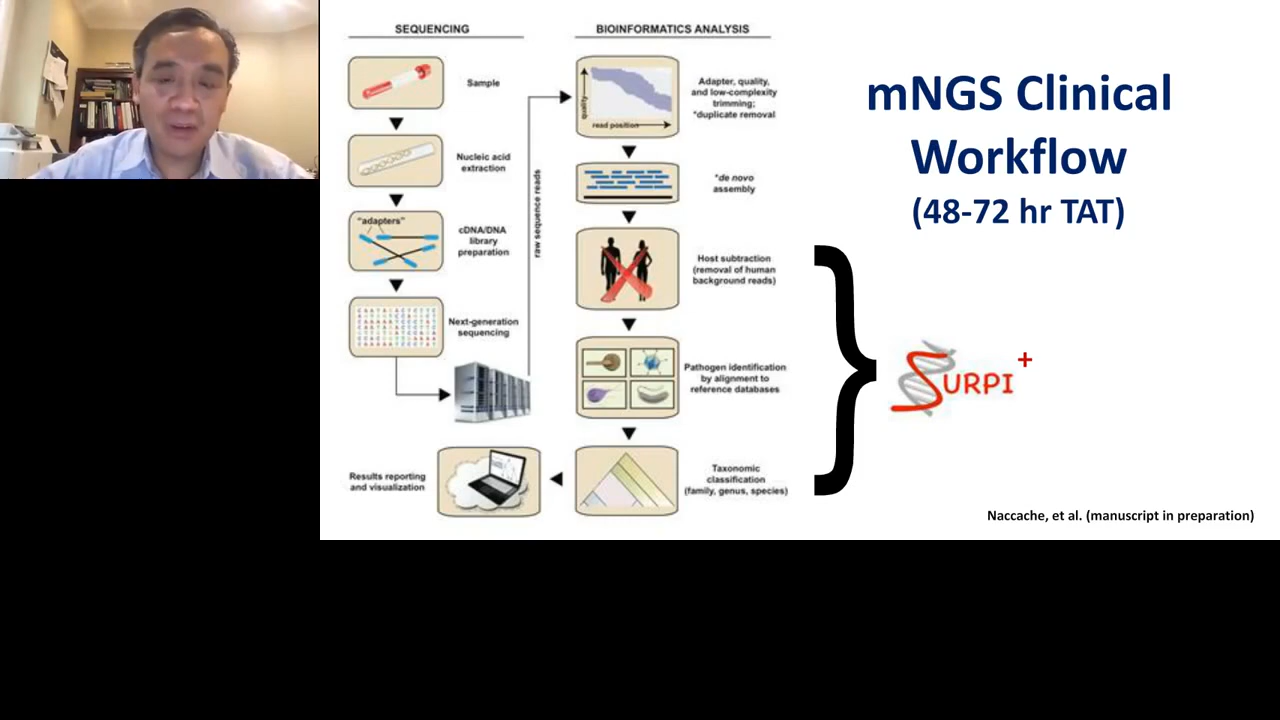 SEQUENCING
Sample
Nucleic acid
extraction
"adapters"
cDNA/DNA
library
preparation
Next-generation
sequencing
raw sequence reads
BIOINFORMATICS ANALYSIS
quality
read position
Adapter, quality,
and low-complexity
trimming;
*duplicate removal
*de novo
assembly
Host subtraction
(removal of human
background reads)
Pathogen identification
by alignment to
reference databases
Taxonomic
classification
(family, genus, species)
Results reporting
and visualization
mNGS Clinical
Workflow
(48-72 hr TAT)
SURPI+
Naccache, et al. (manuscript in preparation)